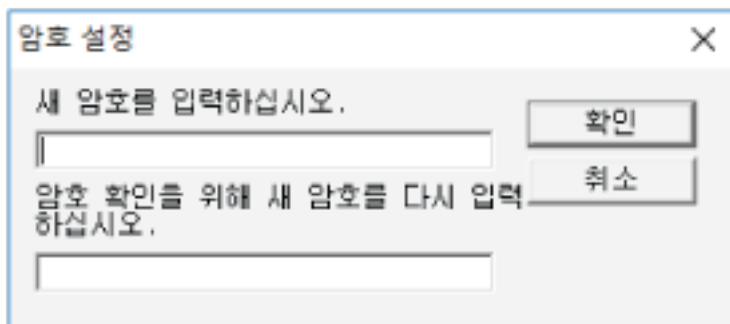 암호 설정
새 암호를 입력하십시오.
확인
취소
암호 확인을 위해 새 암호를 다시 입력
하십시오.